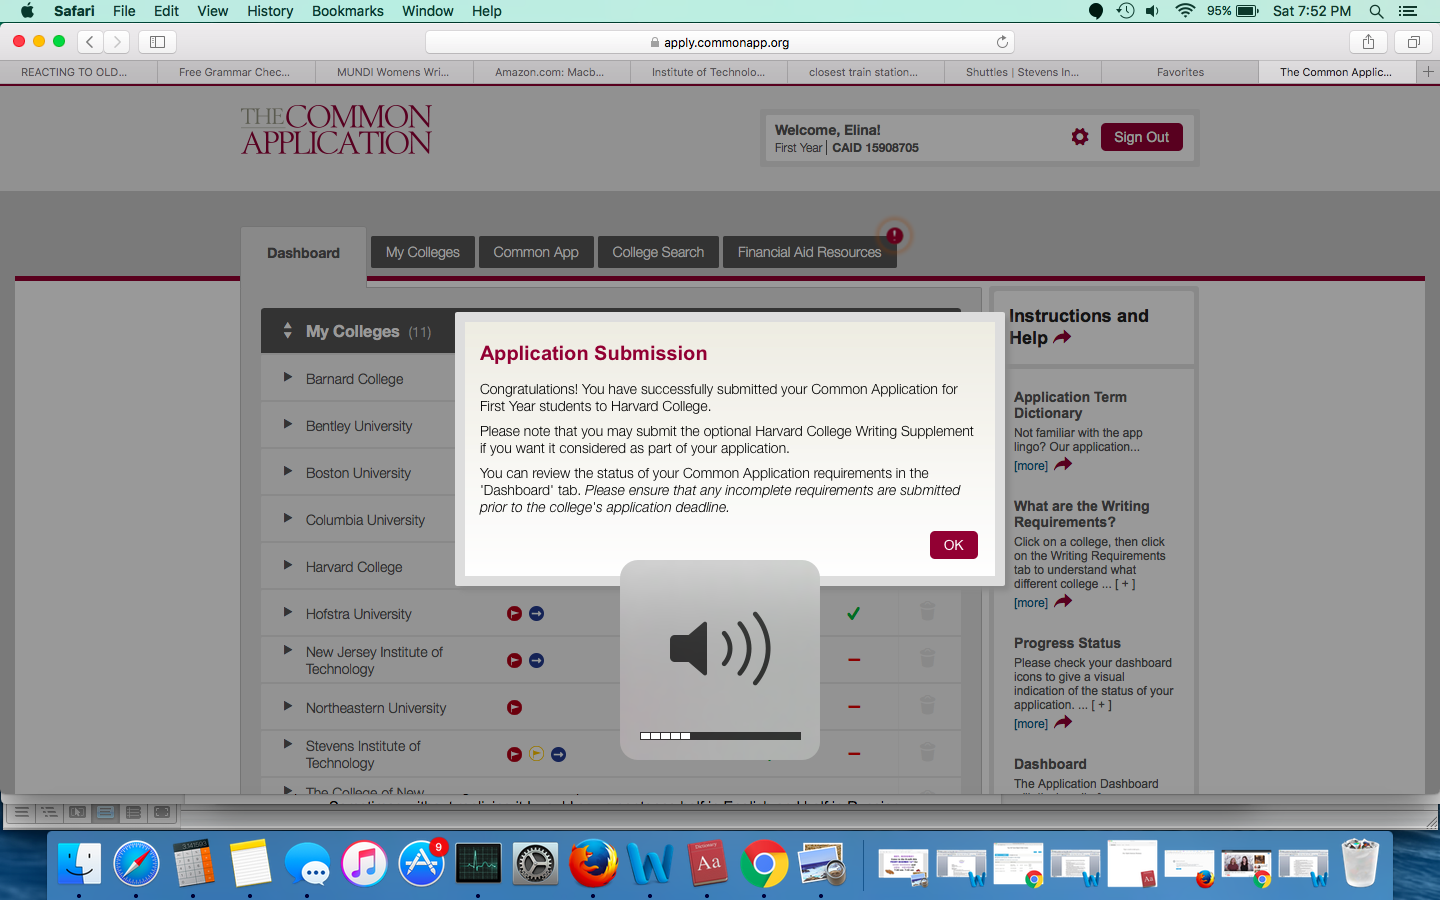 Safari File Edit View History Bookmarks Window Help 95% Sat 7:52 PM
apply.commonapp.org
REACTING TO OLD... Free Grammar Chec... MUNDI Womens Wri... Amazon.com: Macb... Institute of Technolo... closest train station... Shuttles | Stevens In... Favorites The Common Applic...
THE COMMON
APPLICATION
Welcome, Elina!
First Year | CAID 15908705
Sign Out
Dashboard My Colleges Common App College Search Financial Aid Resources
My Colleges (11)
Barnard College
Bentley University
Boston University
Columbia University
Harvard College
Hofstra University
New Jersey Institute of
Technology
Northeastern University
Stevens Institute of
Technology
The College of New
Application Submission
Congratulations! You have successfully submitted your Common Application for
First Year students to Harvard College.
Please note that you may submit the optional Harvard College Writing Supplement
if you want it considered as part of your application.
You can review the status of your Common Application requirements in the
'Dashboard' tab. Please ensure that any incomplete requirements are submitted
prior to the college's application deadline.
OK
Instructions and
Help
Application Term
Dictionary
Not familiar with the app
lingo? Our application...
[more]
What are the Writing
Requirements?
Click on a college, then click
on the Writing Requirements
tab to understand what
different college ... [ + ]
[more]
Progress Status
Please check your dashboard
icons to give a visual
indication of the status of your
application. ... [ + ]
[more]
Dashboard
The Application Dashboard
9
Dictionary
Aa